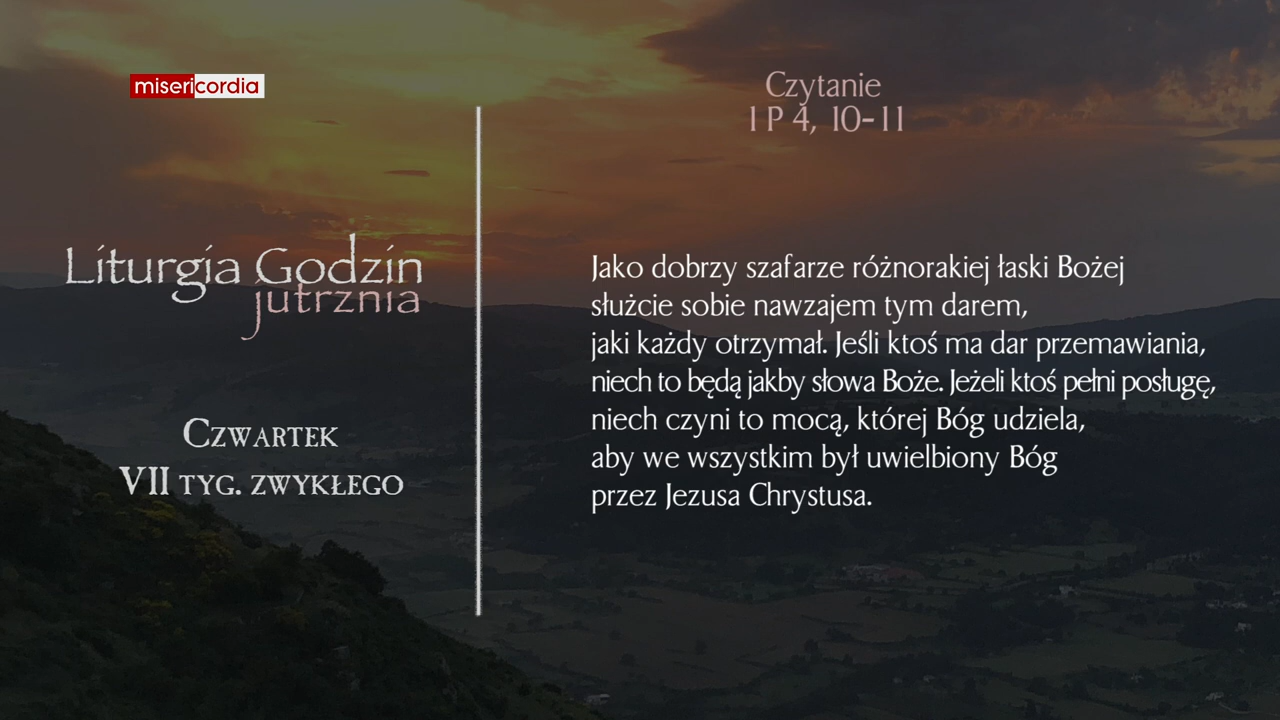 misericordia
Liturgia Godzin
jutrznia
Czwartek
VII tyg. zwykłego
Czytanie
1 P 4, 10-11
Jako dobrzy szafarze różnorakiej łaski Bożej
służcie sobie nawzajem tym darem,
jaki każdy otrzymał. Jeśli ktoś ma dar przemawiania,
niech to będą jakby słowa Boże. Jeżeli ktoś pełni posługę,
niech czyni to mocą, której Bóg udziela,
aby we wszystkim był uwielbiony Bóg
przez Jezusa Chrystusa.